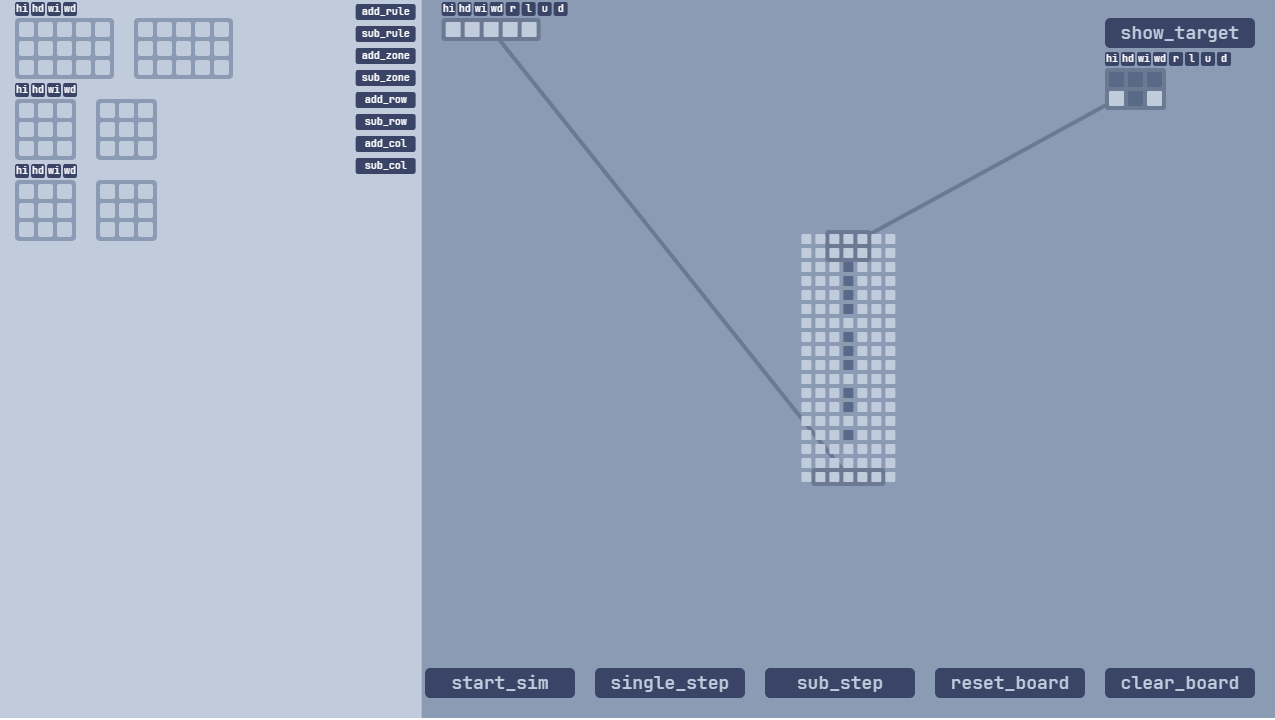 hi hd wi wd
hi hd wi wd
hi hd wi wd
add_rule
sub_rule
add_zone
sub_zone
add_row
sub_row
add_col
sub_col
hi hd wi wd r l u d
show_target
hi hd wi wd r l u d
start_sim
single_step
sub_step
reset_board
clear_board